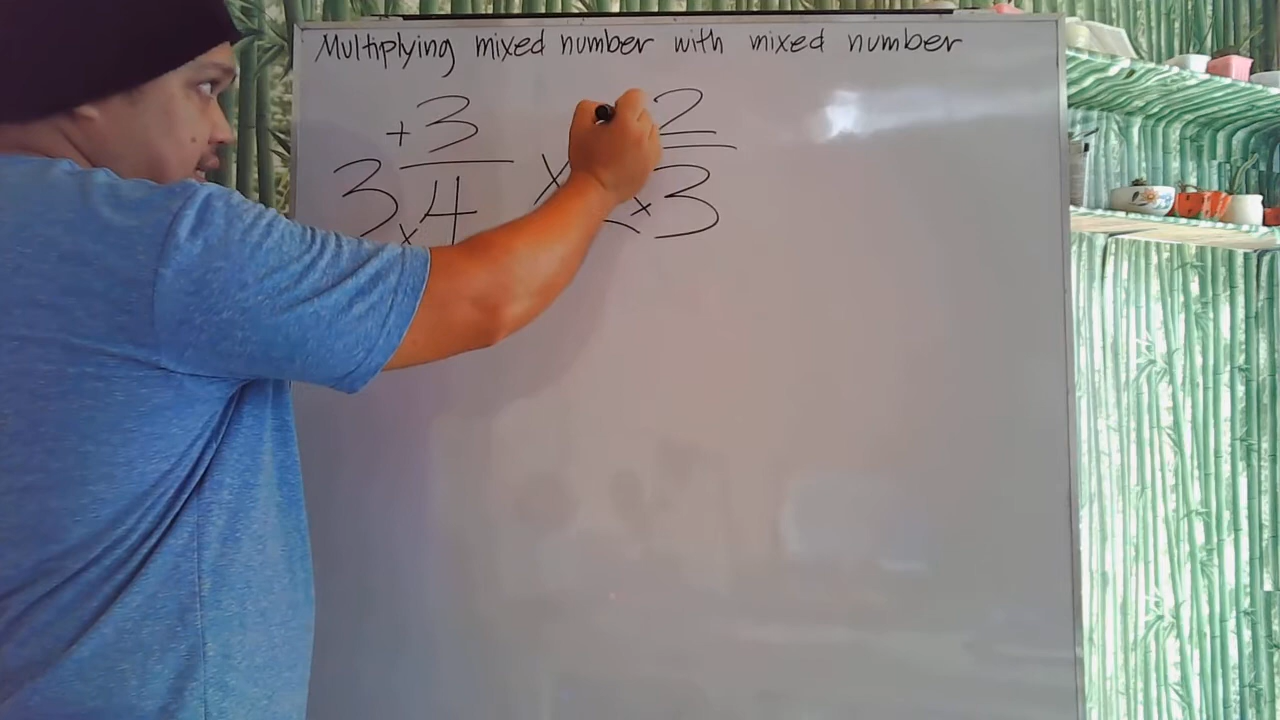 Multiplying mixed number with mixed number
+3 2
3 × 4 × × 3